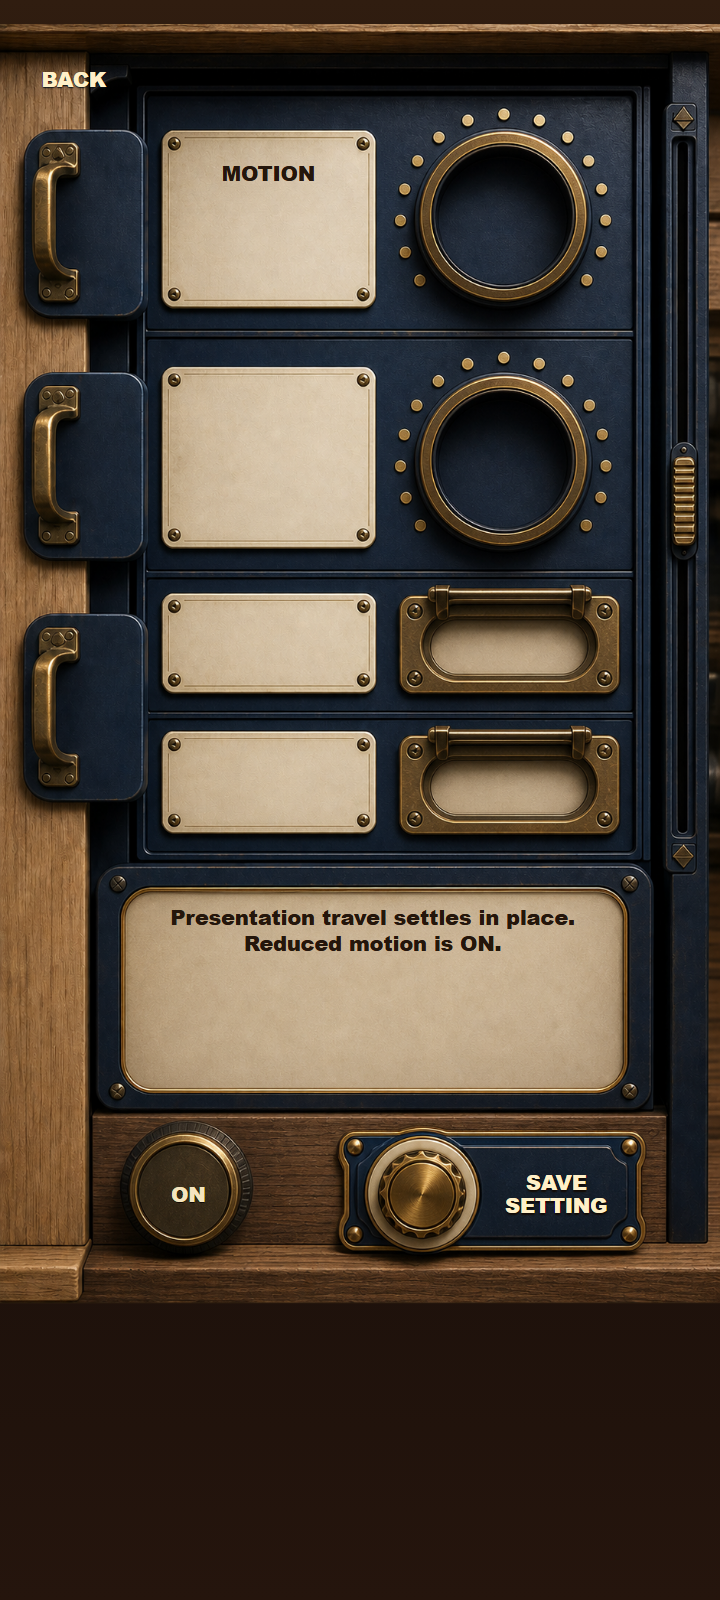 BACK
MOTION
Presentation travel settles in place.
Reduced motion is ON.
ON
SAVE
SETTING